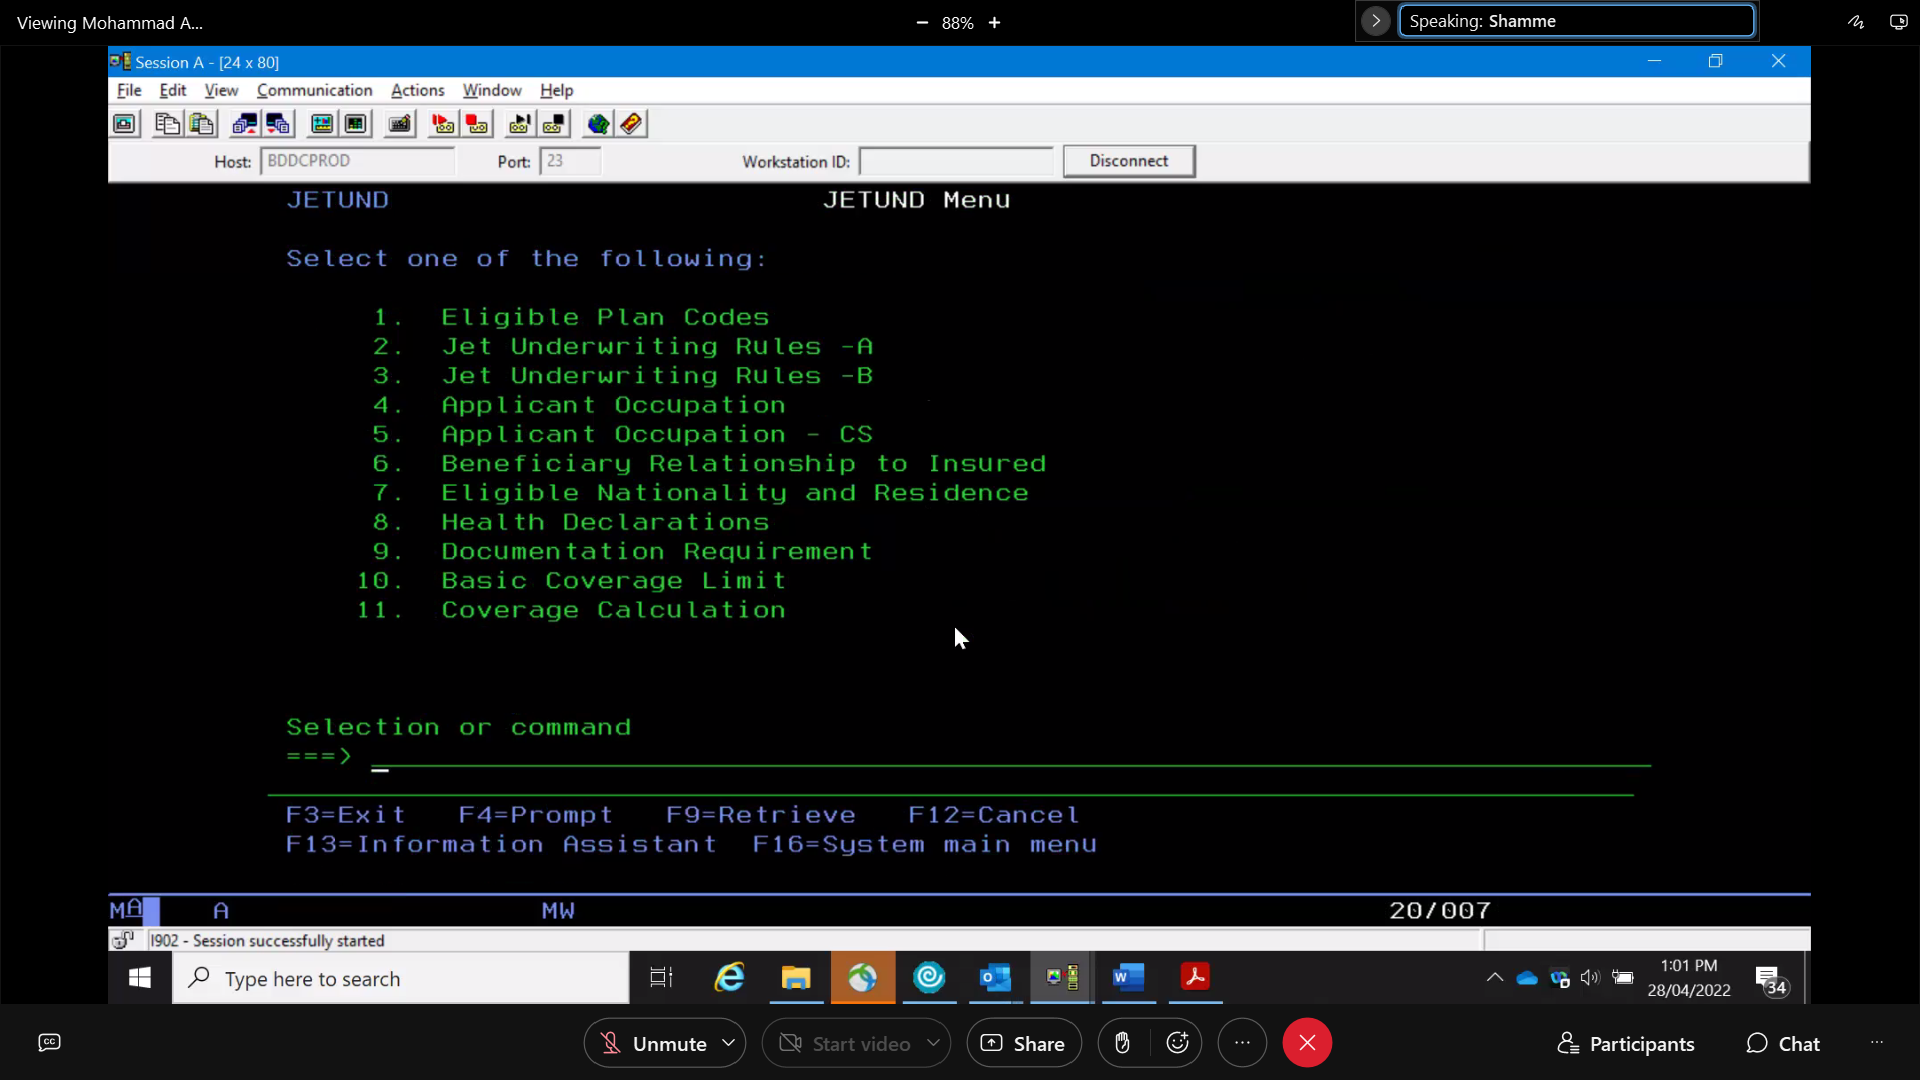 Viewing Mohammad A...
88%
Speaking: Shamme
Session A - [24 x 80]
File Edit View Communication Actions Window Help
Host: BDDCPROD Port: 23 Workstation ID: Disconnect
JETUND JETUND Menu
Select one of the following:
1. Eligible Plan Codes
2. Jet Underwriting Rules -A
3. Jet Underwriting Rules -B
4. Applicant Occupation
5. Applicant Occupation - CS
6. Beneficiary Relationship to Insured
7. Eligible Nationality and Residence
8. Health Declarations
9. Documentation Requirement
10. Basic Coverage Limit
11. Coverage Calculation
Selection or command
===>
F3=Exit F4=Prompt F9=Retrieve F12=Cancel
F13=Information Assistant F16=System main menu
MA A MW 20/007
I902 - Session successfully started
Type here to search
1:01 PM
28/04/2022
34
CC Unmute Start video Share Participants Chat